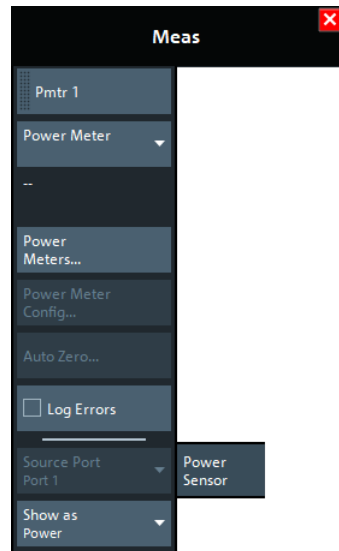 Meas
Pmtr 1
Power Meter
--
Power
Meters...
Power Meter
Config...
Auto Zero...
Log Errors
Source Port
Port 1
Power
Sensor
Show as
Power